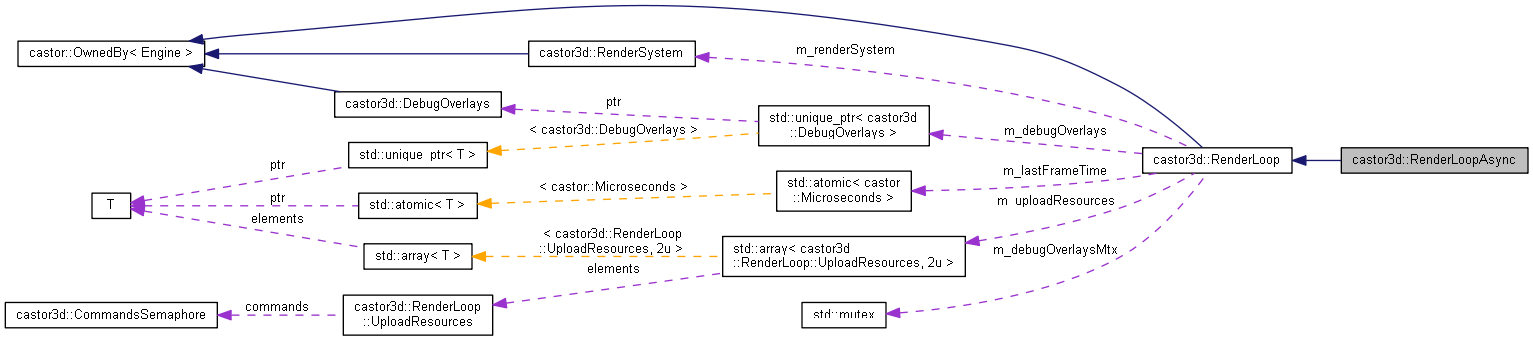 castor::OwnedBy< Engine >
castor3d::RenderSystem
m_renderSystem
castor3d::DebugOverlays
ptr
std::unique_ptr< castor3d
::DebugOverlays >
< castor3d::DebugOverlays >
m_debugOverlays
std::unique_ptr< T >
castor3d::RenderLoop
castor3d::RenderLoopAsync
ptr
m_lastFrameTime
< castor::Microseconds >
std::atomic< castor
::Microseconds >
ptr
T
std::atomic< T >
m_uploadResources
elements
< castor3d::RenderLoop
::UploadResources, 2u >
std::array< T >
std::array< castor3d
::RenderLoop::UploadResources, 2u >
m_debugOverlaysMtx
elements
commands
castor3d::CommandsSemaphore
castor3d::RenderLoop
::UploadResources
std::mutex